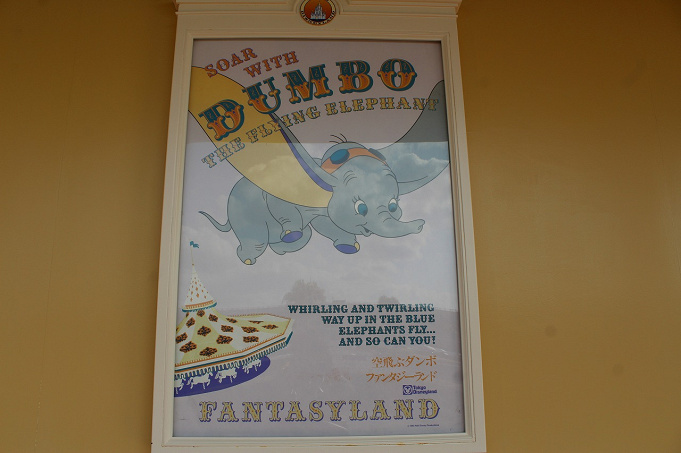 SOAR
WITH
DUMBO
THE FLYING ELEPHANT
WHIRLING AND TWIRLING
WAY UP IN THE BLUE
ELEPHANTS FLY...
AND SO CAN YOU!
空飛ぶダンボ
ファンタジーランド
Tokyo
Disneyland
FANTASYLAND